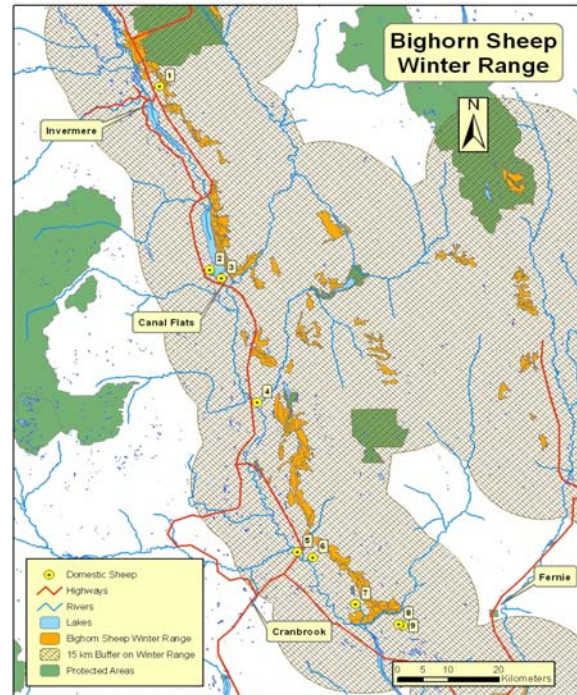 Bighorn Sheep
Winter Range
N
1
Invermere
2
3
Canal Flats
4
5
6
7
8
9
Fernie
Cranbrook
Domestic Sheep
Highways
Rivers
Lakes
Bighorn Sheep Winter Range
15 km Buffer on Winter Range
Protected Areas
0 5 10 20
Kilometers